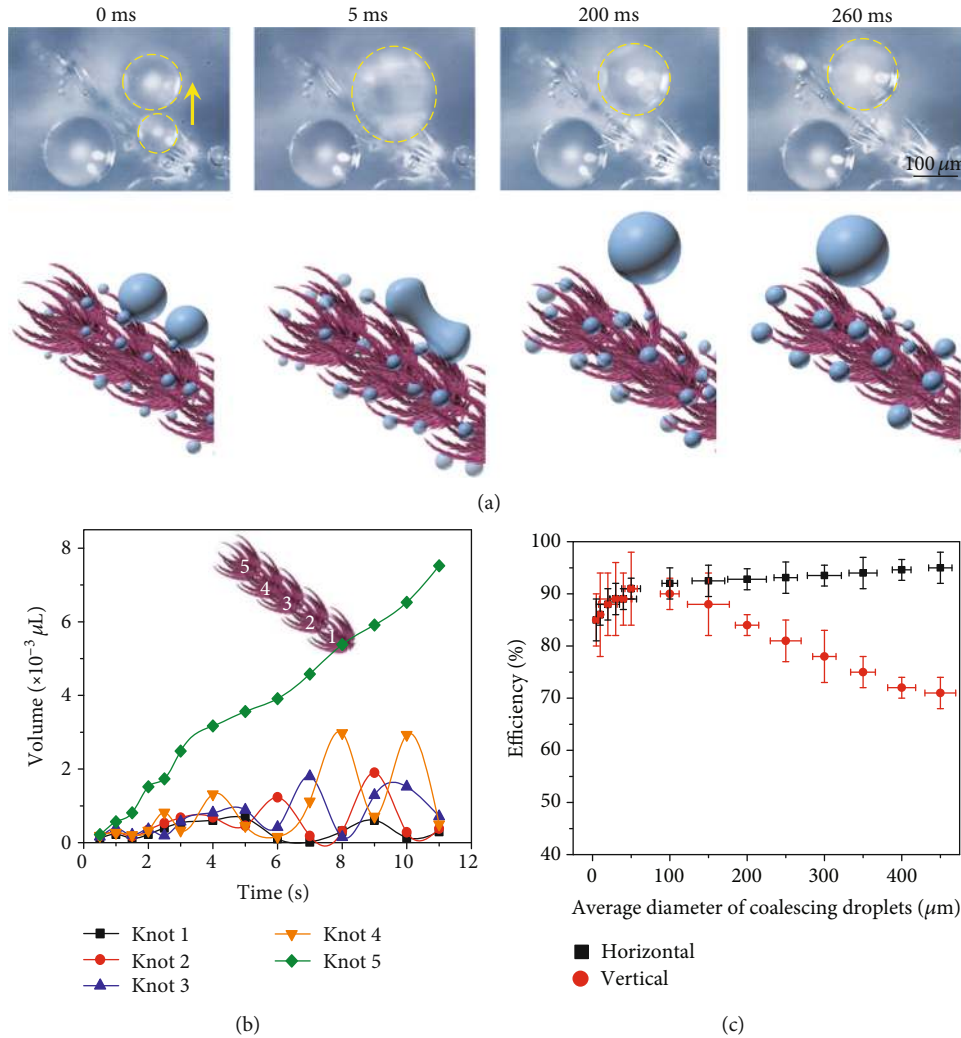 0 ms
5 ms
200 ms
260 ms
100 μm
(a)
Volume (×10⁻³ μL)
8
6
4
2
0
5
4
3
2
1
0
2
4
6
8
10
12
Time (s)
Knot 1
Knot 2
Knot 3
Knot 4
Knot 5
(b)
Efficiency (%)
100
90
80
70
60
50
40
0
100
200
300
400
Average diameter of coalescing droplets (μm)
Horizontal
Vertical
(c)